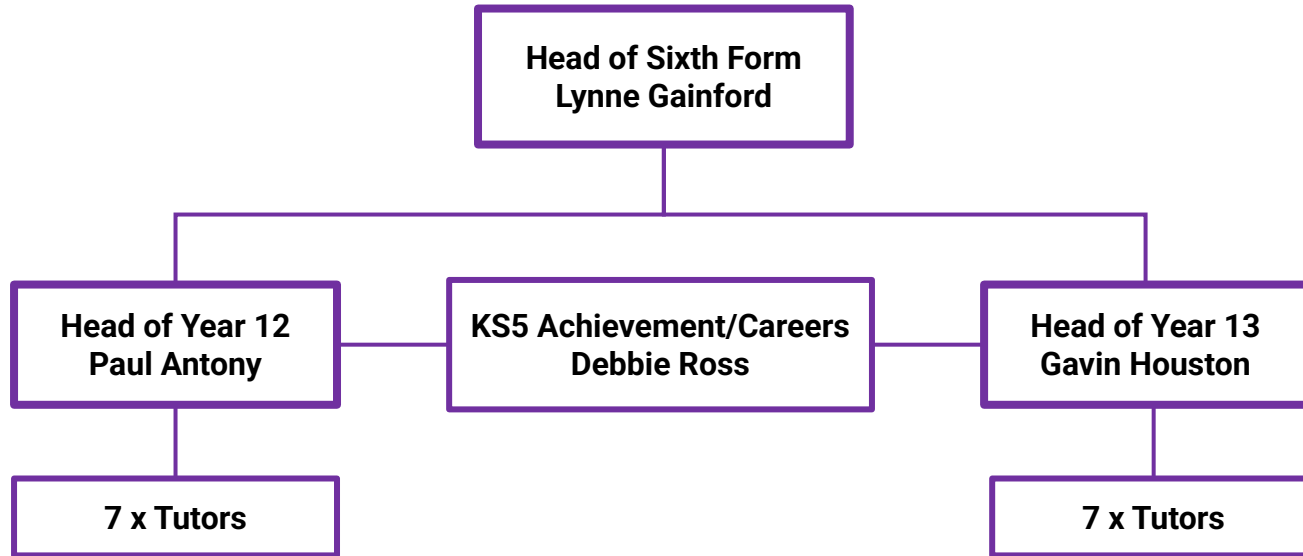 Head of Sixth Form
Lynne Gainford
Head of Year 12
Paul Antony
KS5 Achievement/Careers
Debbie Ross
Head of Year 13
Gavin Houston
7 x Tutors
7 x Tutors